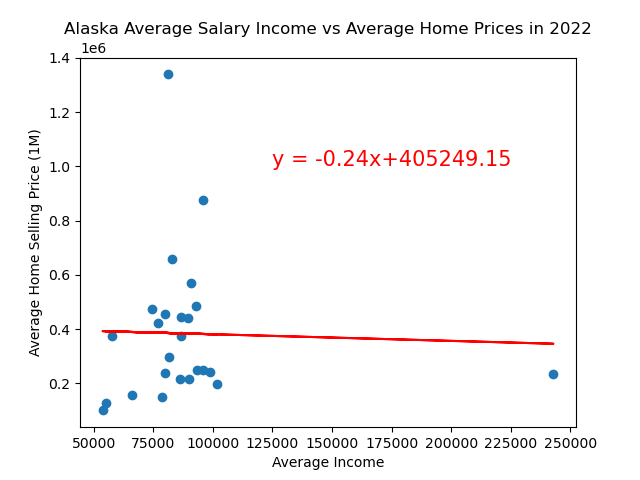 Alaska Average Salary Income vs Average Home Prices in 2022
1e6
1.4
1.2
1.0
0.8
0.6
0.4
0.2
Average Home Selling Price (1M)
y = -0.24x+405249.15
50000 75000 100000 125000 150000 175000 200000 225000 250000
Average Income